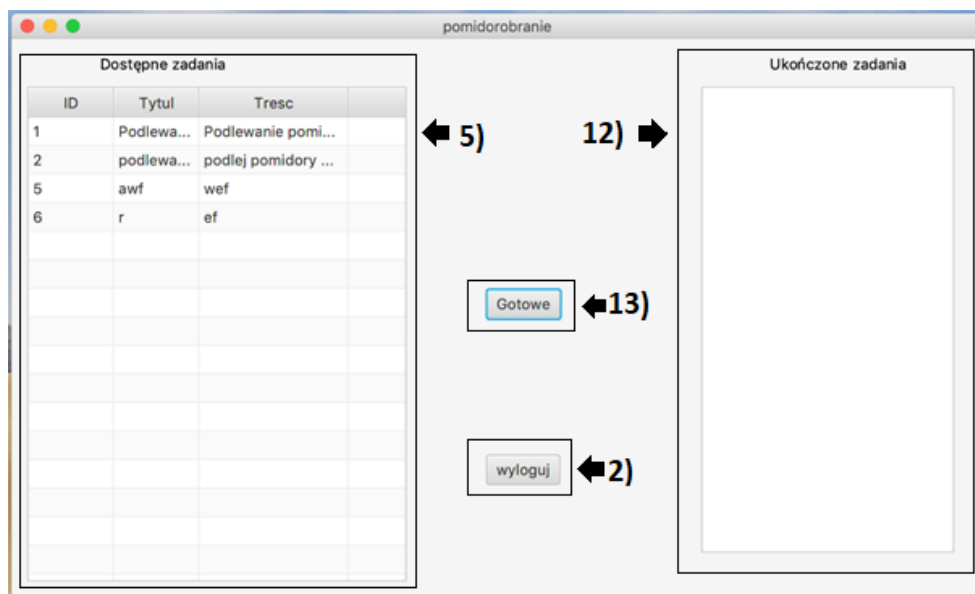 pomidorobranie
Dostępne zadania
ID Tytul Tresc
1 Podlewa... Podlewanie pomi...
2 podlewa... podlej pomidory ...
5 awf wef
6 r ef
5)
12)
Ukończone zadania
Gotowe
13)
wyloguj
2)